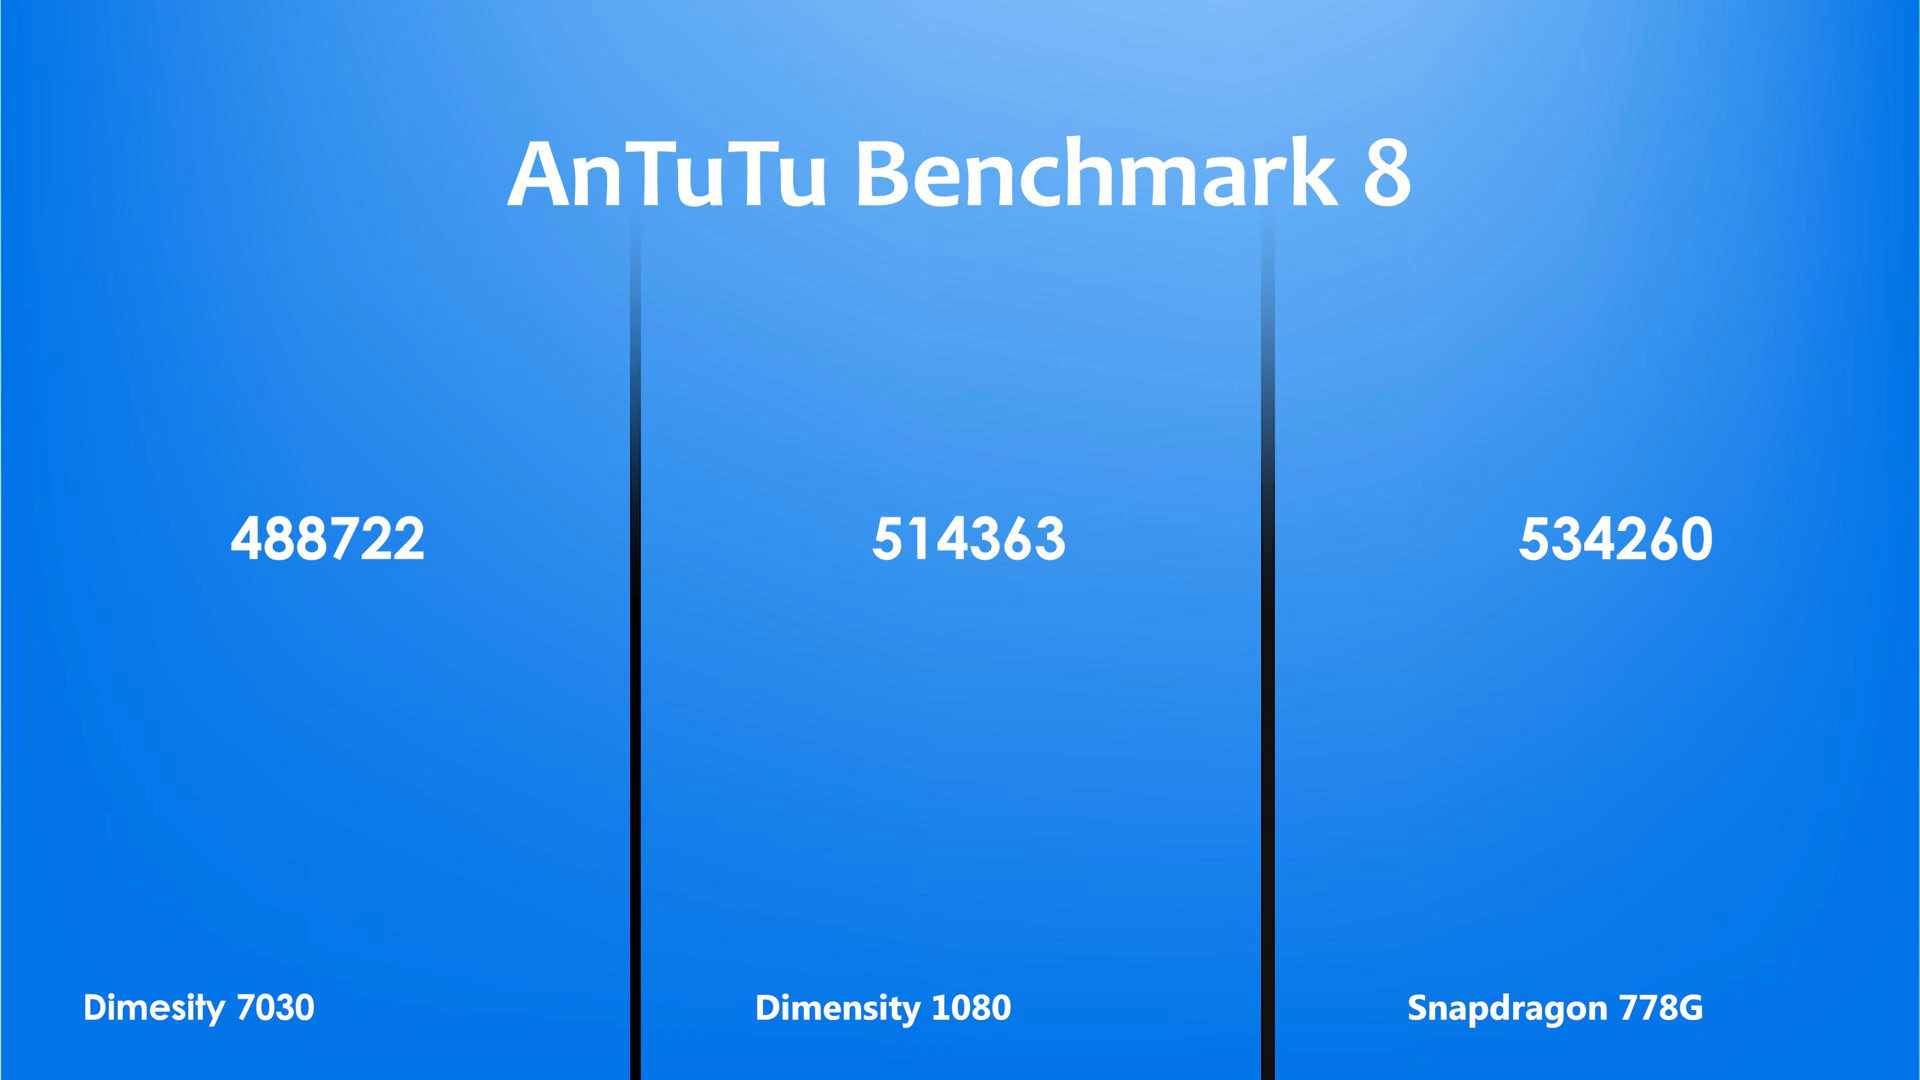 AnTuTu Benchmark 8
488722
514363
534260
Dimesity 7030
Dimensity 1080
Snapdragon 778G